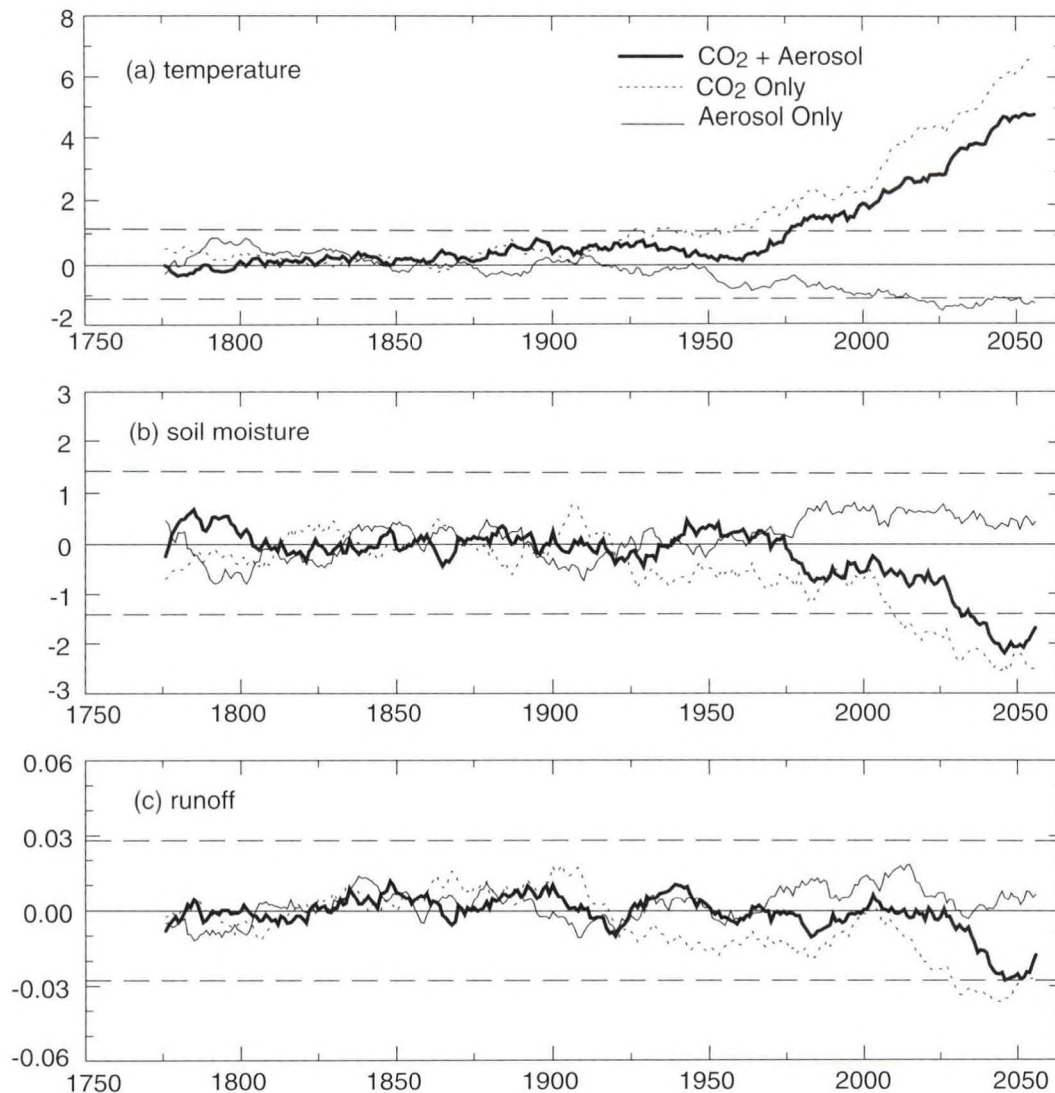 8
6
4
2
0
-2
(a) temperature
CO2 + Aerosol
CO2 Only
Aerosol Only
1750 1800 1850 1900 1950 2000 2050
3
2
1
0
-1
-2
-3
(b) soil moisture
1750 1800 1850 1900 1950 2000 2050
0.06
0.03
0.00
-0.03
-0.06
(c) runoff
1750 1800 1850 1900 1950 2000 2050